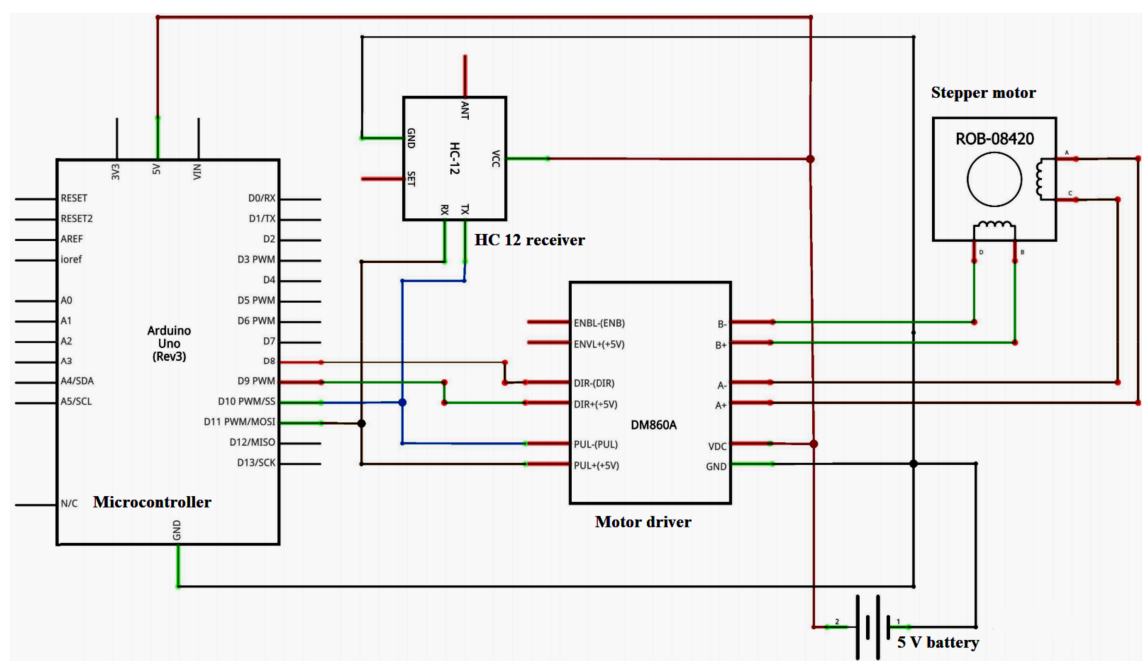 Stepper motor
ROB-08420
A
C
D
B
ANT
GND
HC-12
VCC
SET
RX
TX
HC 12 receiver
3V3
5V
VIN
RESET
RESET2
AREF
ioref
A0
A1
A2
A3
A4/SDA
A5/SCL
N/C
Arduino
Uno
(Rev3)
D0/RX
D1/TX
D2
D3 PWM
D4
D5 PWM
D6 PWM
D7
D8
D9 PWM
D10 PWM/SS
D11 PWM/MOSI
D12/MISO
D13/SCK
Microcontroller
GND
ENBL-(ENB)
ENVL+(+5V)
DIR-(DIR)
DIR+(+5V)
PUL-(PUL)
PUL+(+5V)
DM860A
B-
B+
A-
A+
VDC
GND
Motor driver
2
1
5 V battery